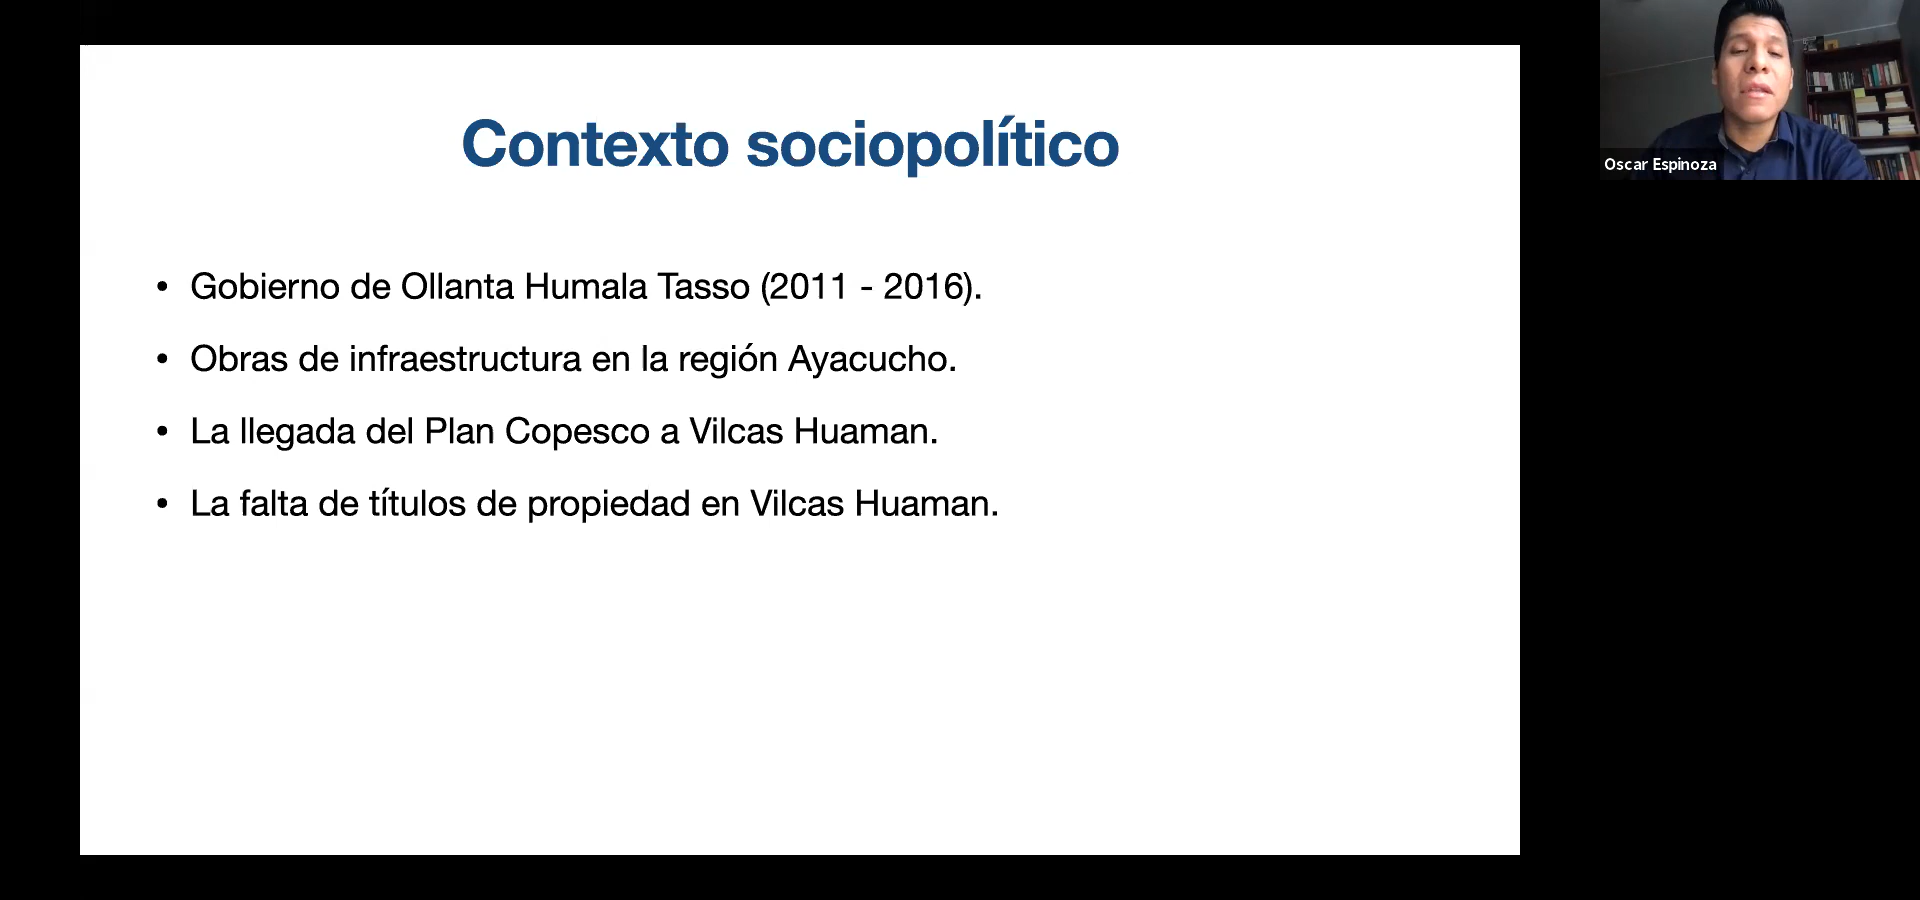 Contexto sociopolítico
• Gobierno de Ollanta Humala Tasso (2011 - 2016).
• Obras de infraestructura en la región Ayacucho.
• La llegada del Plan Copesco a Vilcas Huaman.
• La falta de títulos de propiedad en Vilcas Huaman.
Oscar Espinoza